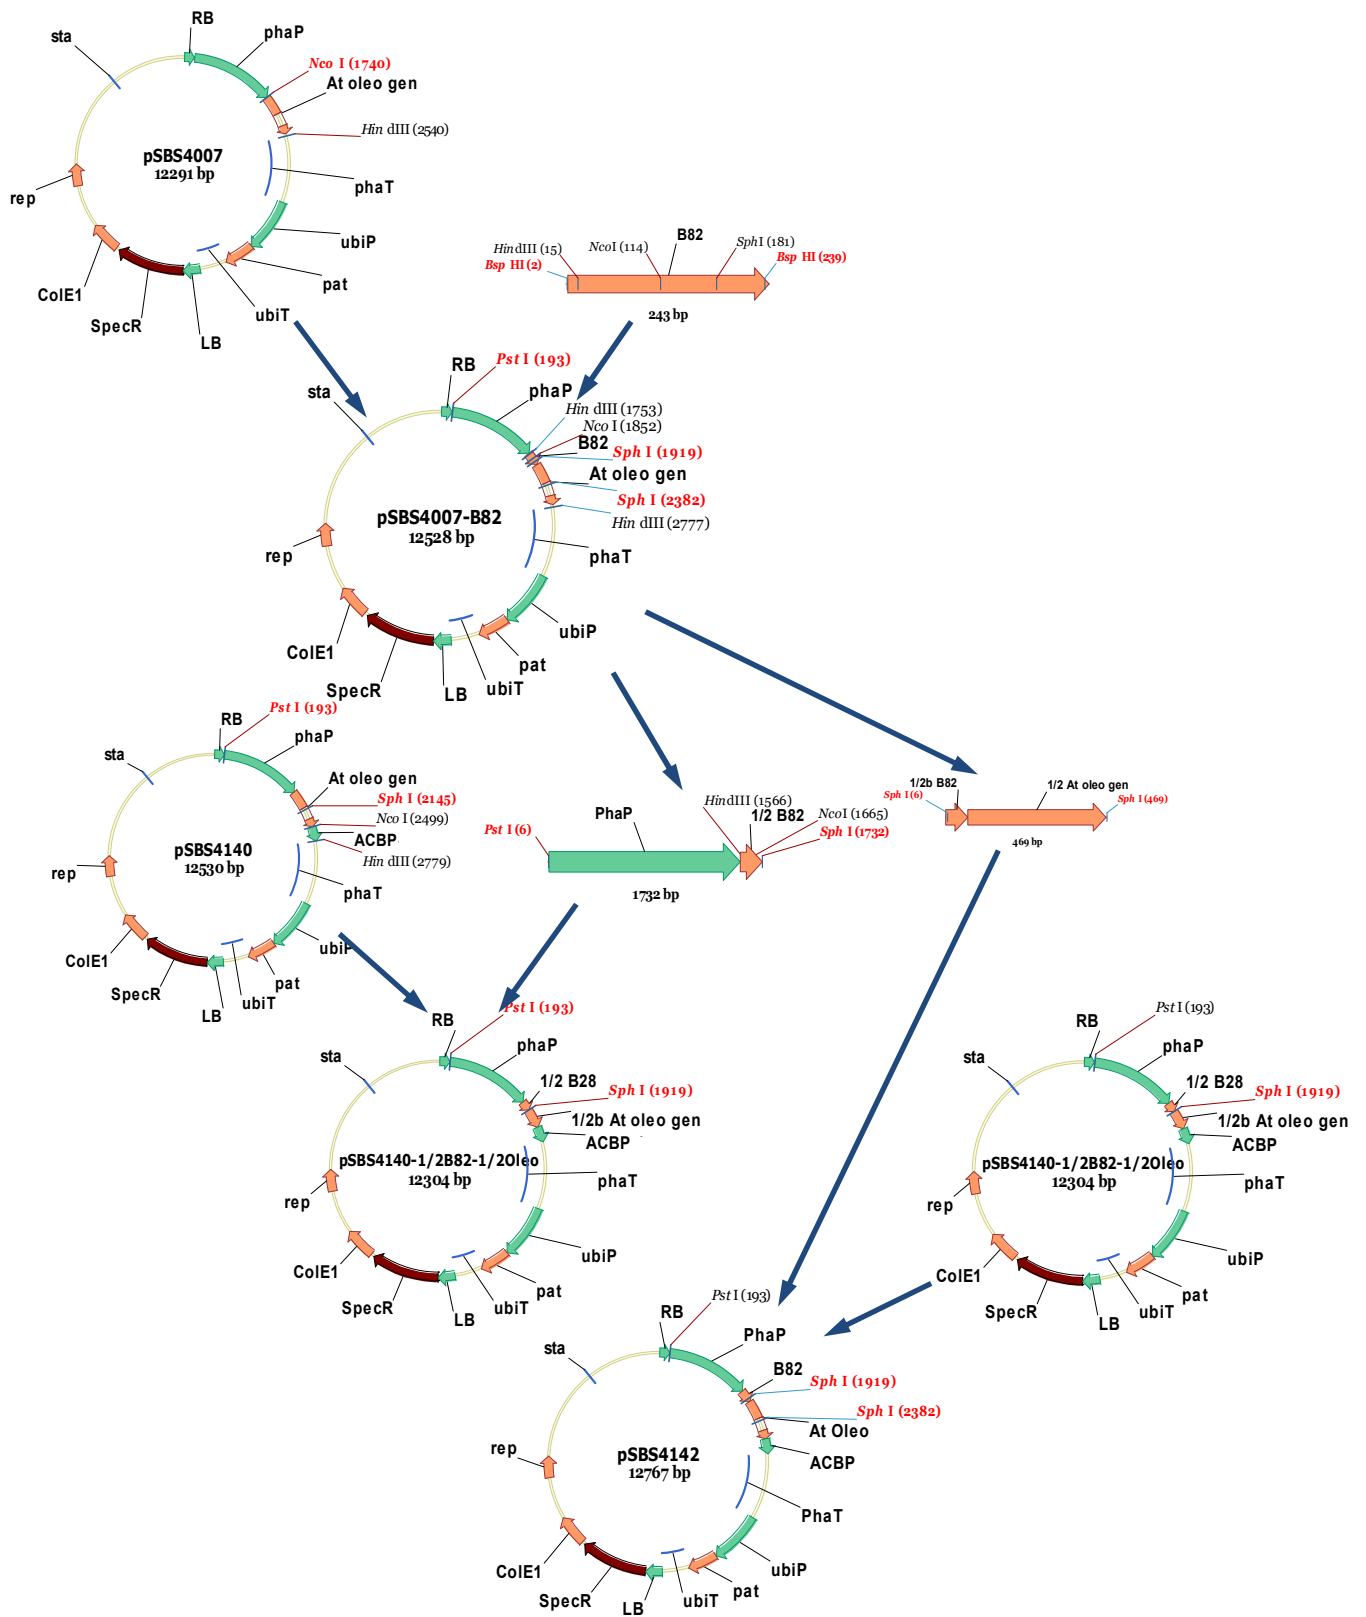 RB
phaP
sta
Nco I (1740)
At oleo gen
Hin dIII (2540)
pSBS4007
12291 bp
phaT
rep
ubiP
pat
ColE1
ubiT
SpecR
LB
B82
SphI (181)
HindIII (15)
NcoI (114)
Bsp HI (2)
Bsp HI (239)
243 bp
RB
Pst I (193)
phaP
sta
Hin dIII (1753)
Nco I (1852)
B82
Sph I (1919)
At oleo gen
Sph I (2382)
Hin dIII (2777)
pSBS4007-B82
12528 bp
rep
phaT
ubiP
ColE1
pat
SpecR
LB
ubiT
Pst I (193)
RB
phaP
sta
At oleo gen
Sph I (2145)
Nco I (2499)
ACBP
Hin dIII (2779)
pSBS4140
12530 bp
rep
phaT
ubiP
ColE1
pat
SpecR
ubiT
LB
HindIII (1566)
PhaP
1/2 B82
NcoI (1665)
Pst I (6)
Sph I (1732)
1732 bp
1/2b B82
1/2 At oleo gen
Sph I (6)
Sph I (469)
469 bp
Pst I (193)
RB
phaP
sta
1/2 B28
Sph I (1919)
1/2b At oleo gen
ACBP
pSBS4140-1/2B82-1/2Oleo
12304 bp
phaT
rep
ubiP
ColE1
pat
SpecR
ubiT
LB
Pst I (193)
RB
phaP
sta
1/2 B28
Sph I (1919)
1/2b At oleo gen
ACBP
pSBS4140-1/2B82-1/2Oleo
12304 bp
phaT
rep
ubiP
ColE1
pat
SpecR
ubiT
LB
Pst I (193)
RB
PhaP
sta
B82
Sph I (1919)
Sph I (2382)
At Oleo
ACBP
pSBS4142
12767 bp
rep
PhaT
ubiP
ColE1
pat
SpecR
ubiT
LB